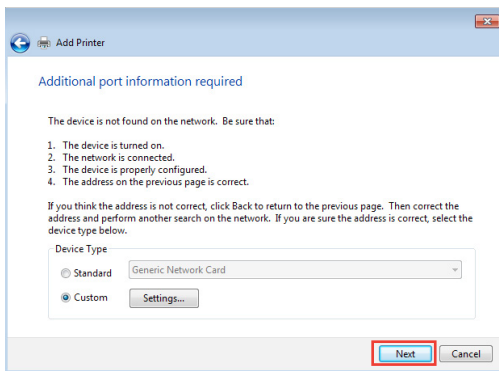 Add Printer
Additional port information required
The device is not found on the network. Be sure that:
1. The device is turned on.
2. The network is connected.
3. The device is properly configured.
4. The address on the previous page is correct.
If you think the address is not correct, click Back to return to the previous page. Then correct the
address and perform another search on the network. If you are sure the address is correct, select the
device type below.
Device Type
Standard Generic Network Card
Custom Settings...
Next Cancel